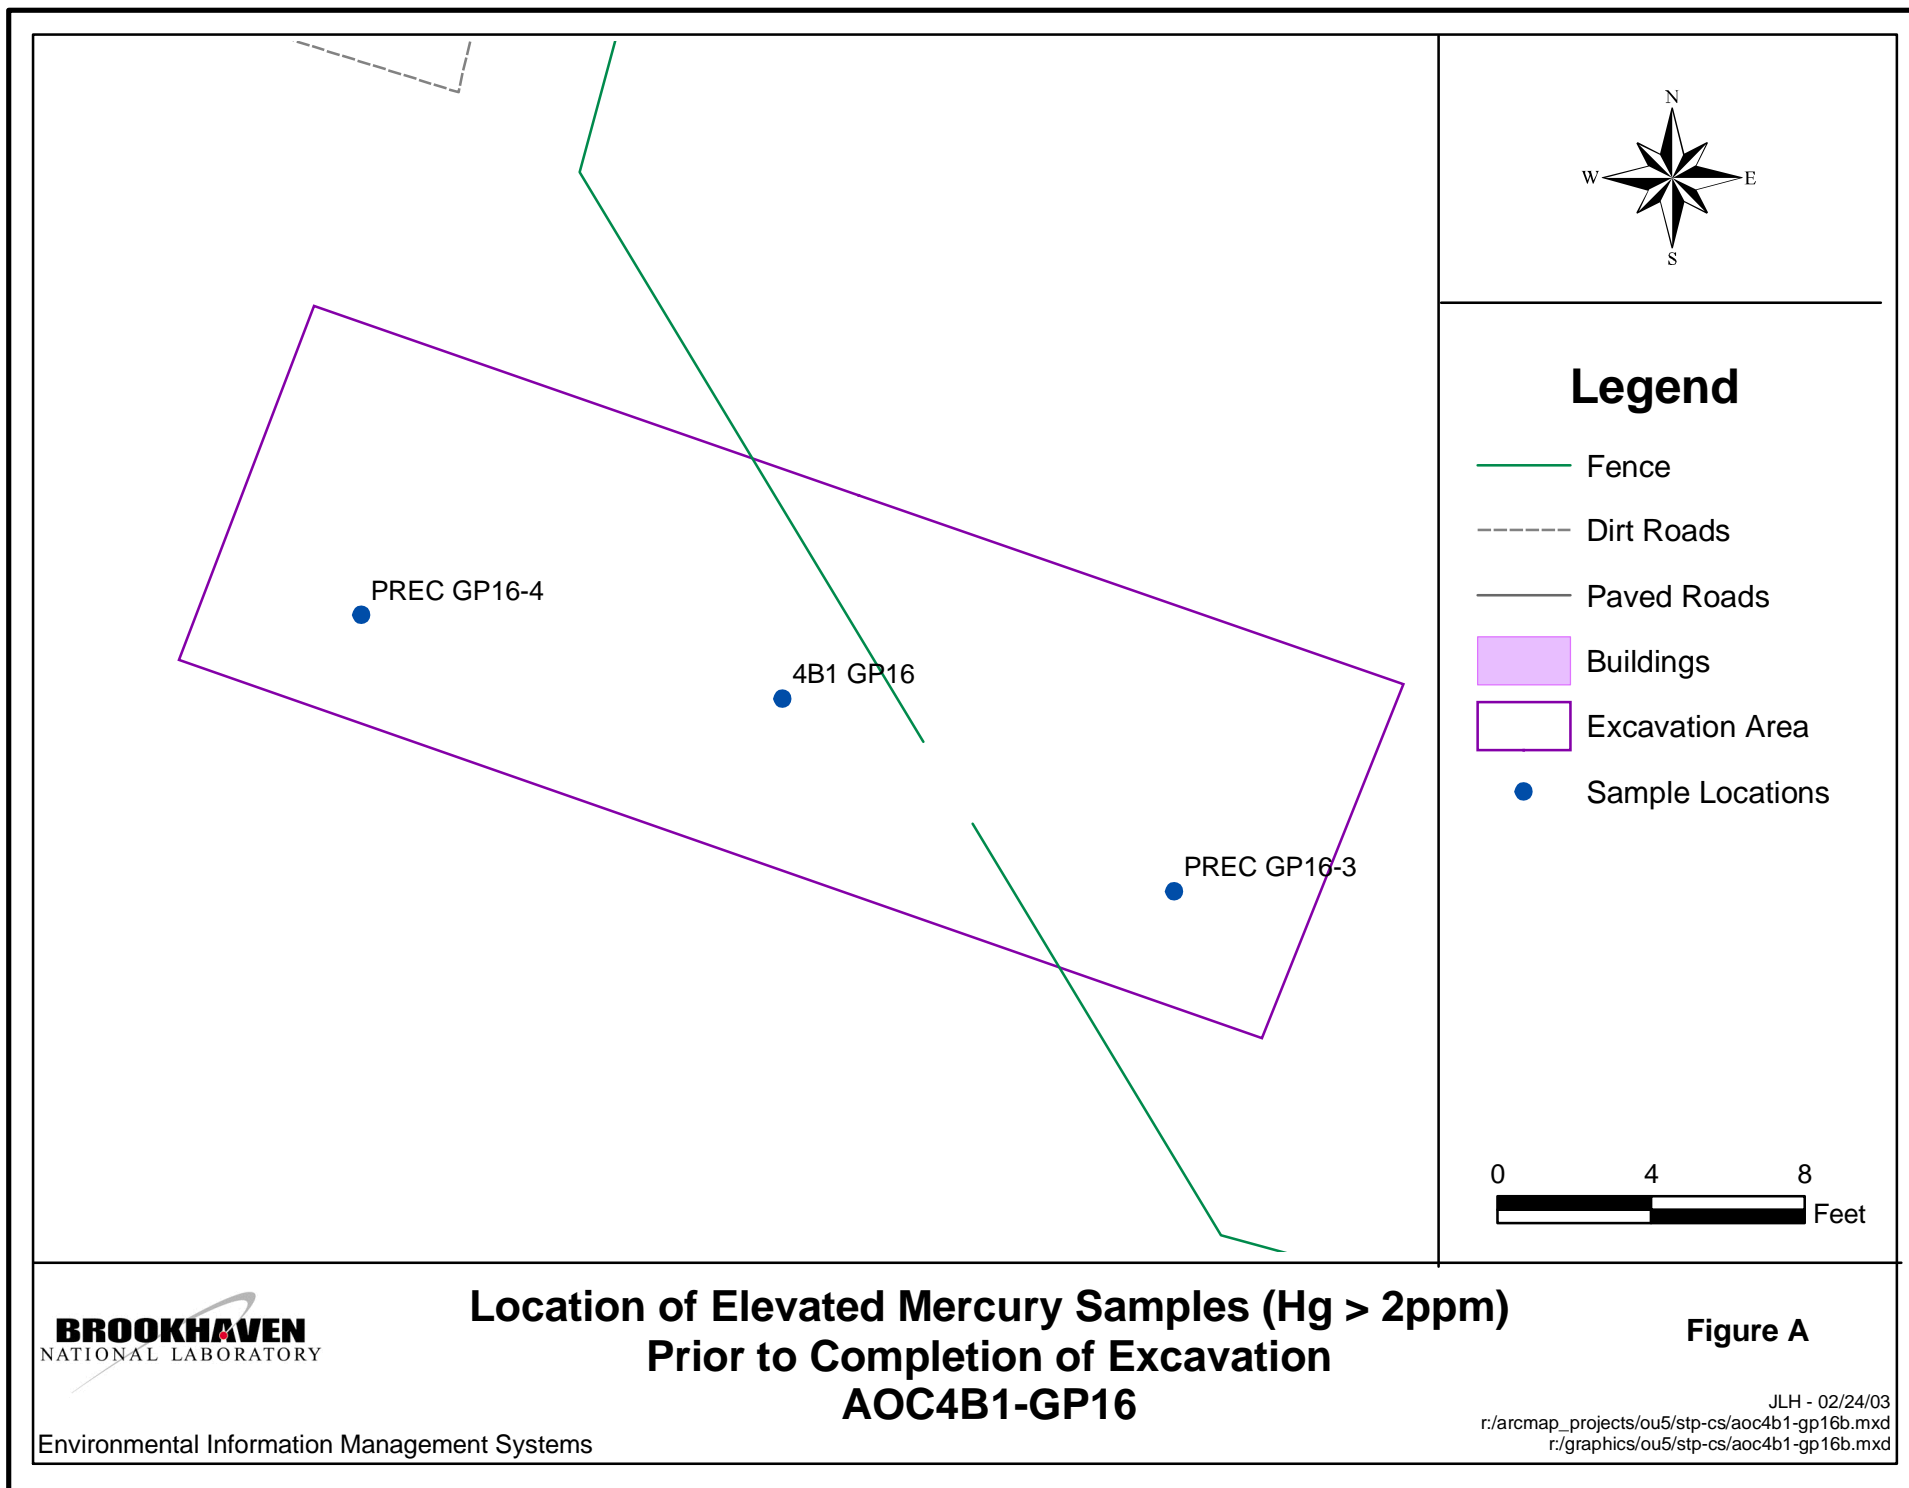 N
W
E
S
Legend
Fence
Dirt Roads
Paved Roads
Buildings
Excavation Area
Sample Locations
PREC GP16-4
4B1 GP16
PREC GP16-3
0 4 8
Feet
BROOKHAVEN
NATIONAL LABORATORY
Environmental Information Management Systems
Location of Elevated Mercury Samples (Hg > 2ppm)
Prior to Completion of Excavation
AOC4B1-GP16
Figure A
JLH - 02/24/03
r:/arcmap_projects/ou5/stp-cs/aoc4b1-gp16b.mxd
r:/graphics/ou5/stp-cs/aoc4b1-gp16b.mxd